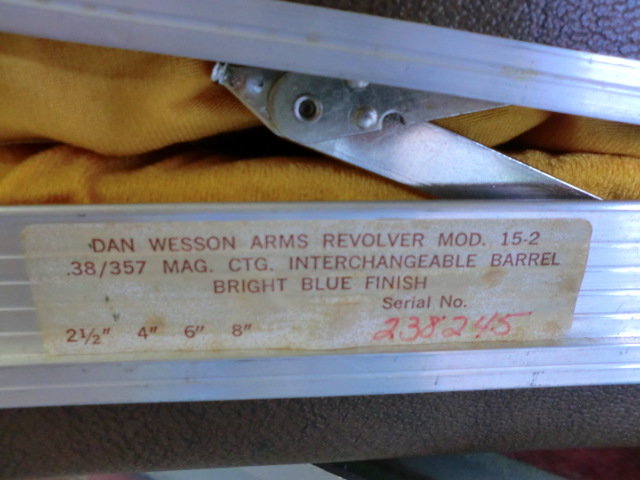 DAN WESSON ARMS REVOLVER MOD. 15-2
.38/357 MAG. CTG. INTERCHANGEABLE BARREL
BRIGHT BLUE FINISH
Serial No.
2½" 4" 6" 8" 238245